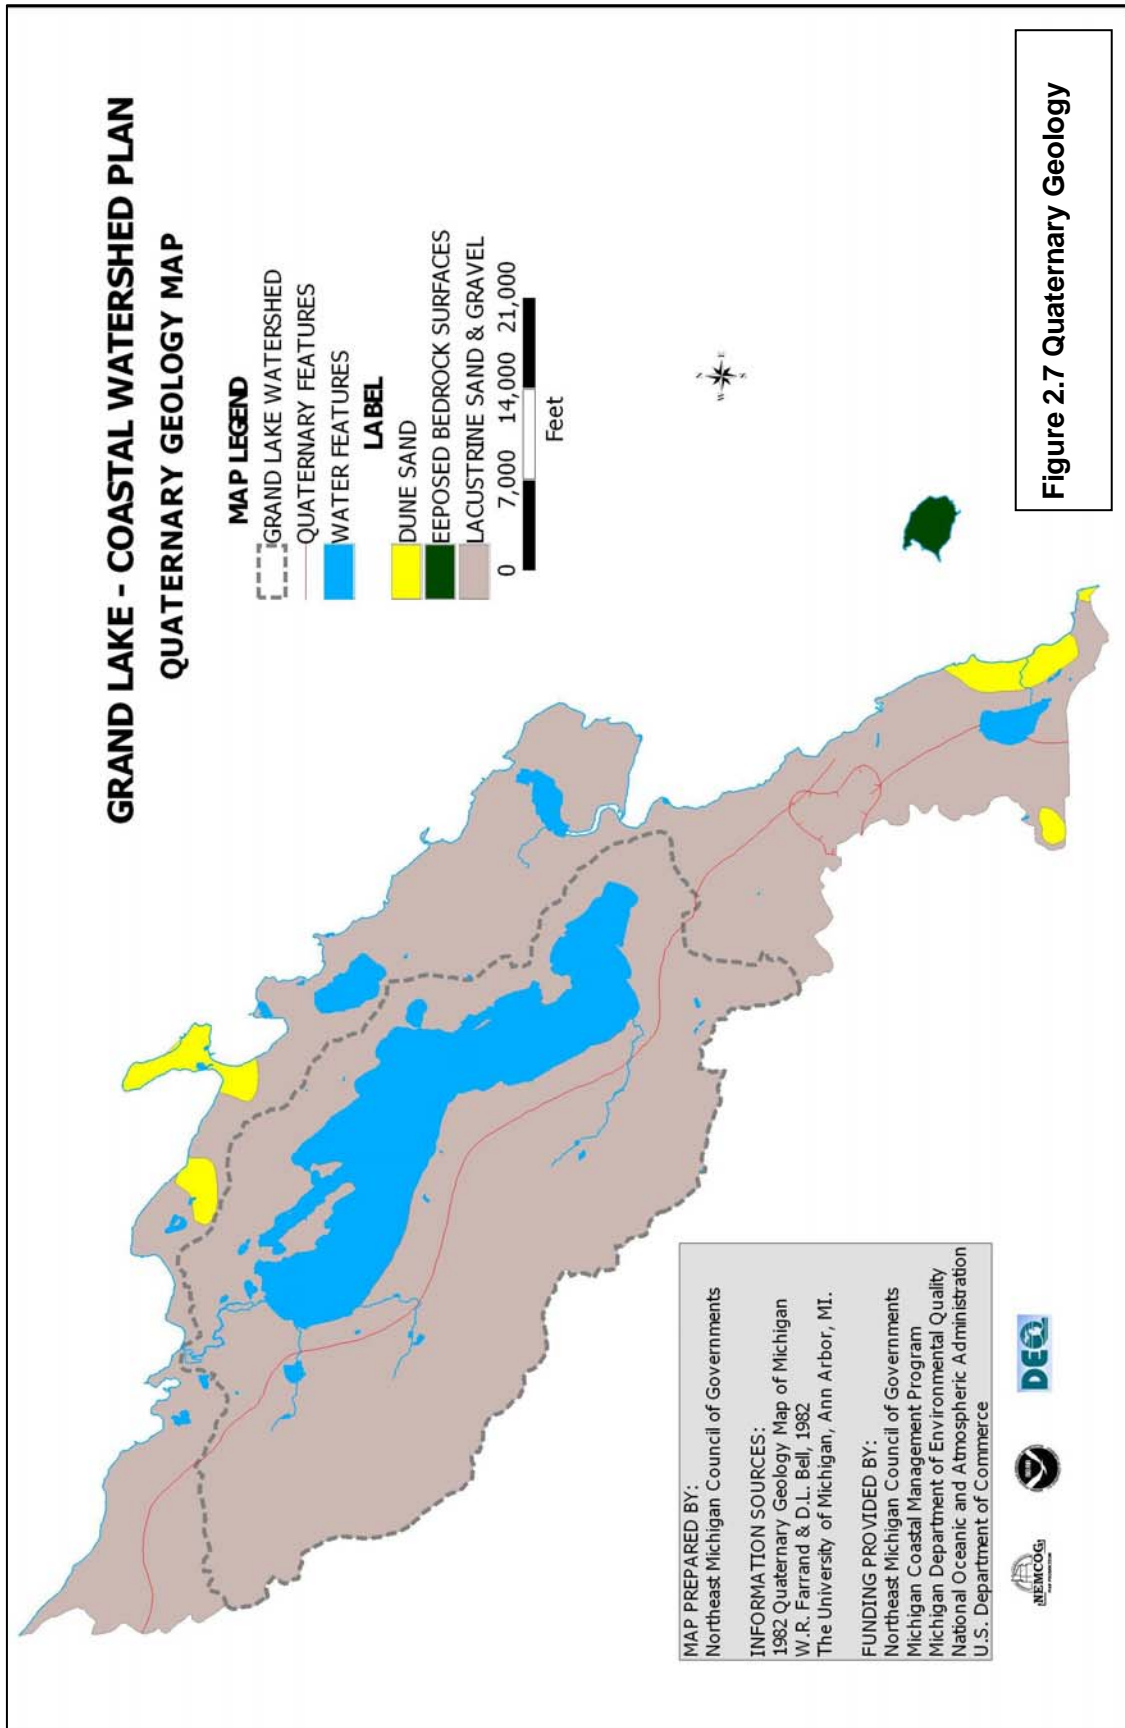 GRAND LAKE - COASTAL WATERSHED PLAN
QUATERNARY GEOLOGY MAP
MAP LEGEND
GRAND LAKE WATERSHED
QUATERNARY FEATURES
WATER FEATURES
LABEL
DUNE SAND
EEPOSED BEDROCK SURFACES
LACUSTRINE SAND & GRAVEL
0 7,000 14,000 21,000
Feet
N
W E
S
MAP PREPARED BY:
Northeast Michigan Council of Governments
INFORMATION SOURCES:
1982 Quaternary Geology Map of Michigan
W.R. Farrand & D.L. Bell, 1982
The University of Michigan, Ann Arbor, MI.
FUNDING PROVIDED BY:
Northeast Michigan Council of Governments
Michigan Coastal Management Program
Michigan Department of Environmental Quality
National Oceanic and Atmospheric Administration
U.S. Department of Commerce
NEMCOG
DEQ
Figure 2.7 Quaternary Geology